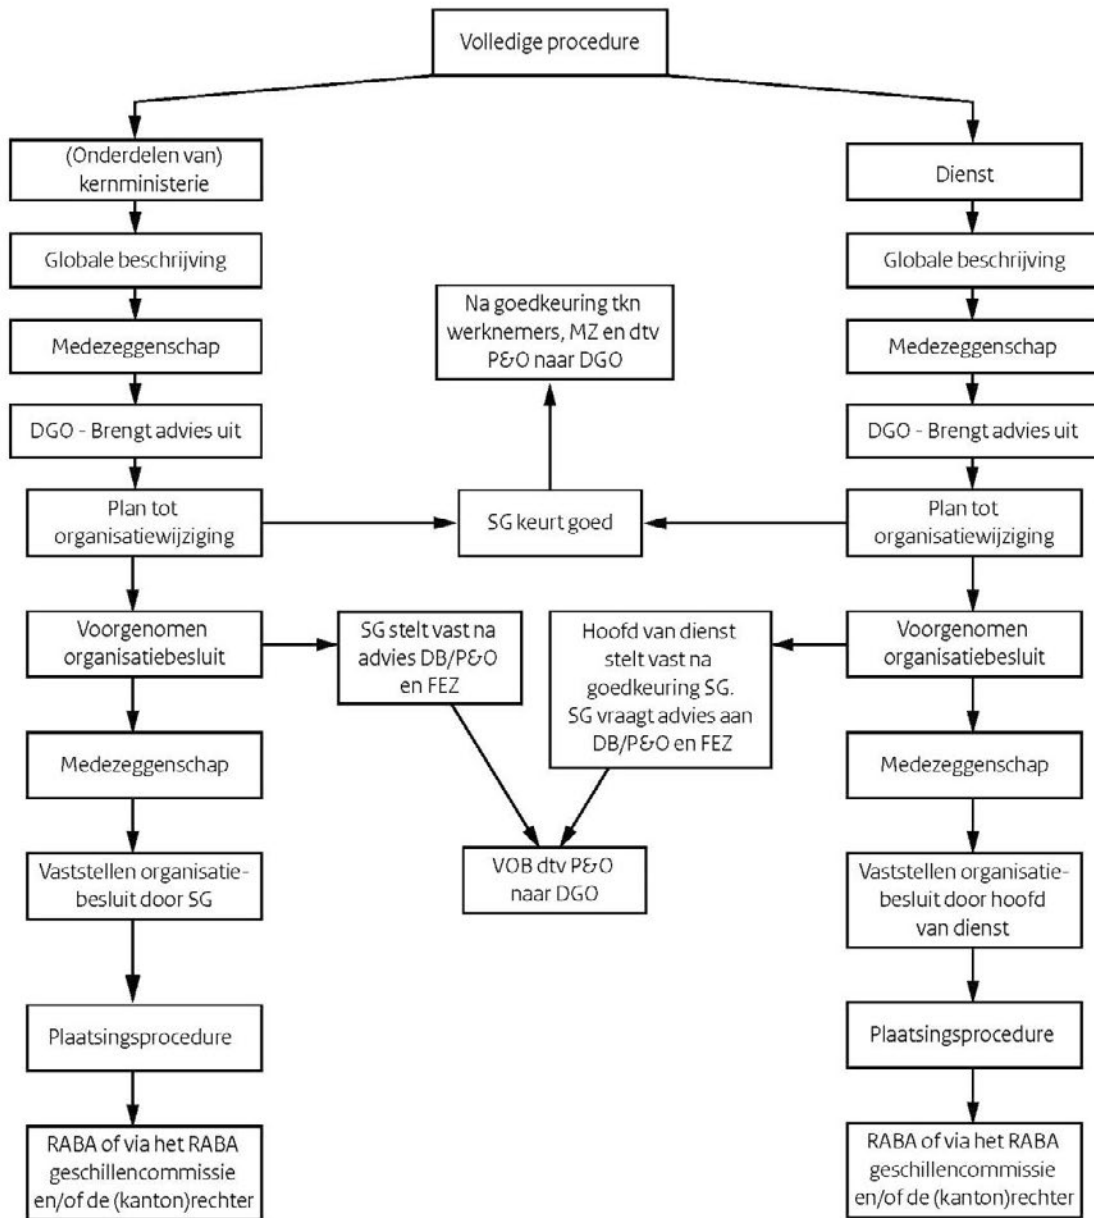 Volledige procedure
(Onderdelen van)
kernministerie
Globale beschrijving
Medezeggenschap
DGO - Brengt advies uit
Plan tot
organisatiewijziging
Voorgenomen
organisatiebesluit
Medezeggenschap
Vaststellen organisatie-
besluit door SG
Plaatsingsprocedure
RABA of via het RABA
geschillencommissie
en/of de (kanton)rechter
Na goedkeuring tkn
werknemers, MZ en dtv
P&O naar DGO
SG keurt goed
SG stelt vast na
advies DB/P&O
en FEZ
Hoofd van dienst
stelt vast na
goedkeuring SG.
SG vraagt advies aan
DB/P&O en FEZ
VOB dtv P&O
naar DGO
Dienst
Globale beschrijving
Medezeggenschap
DGO - Brengt advies uit
Plan tot
organisatiewijziging
Voorgenomen
organisatiebesluit
Medezeggenschap
Vaststellen organisatie-
besluit door hoofd
van dienst
Plaatsingsprocedure
RABA of via het RABA
geschillencommissie
en/of de (kanton)rechter